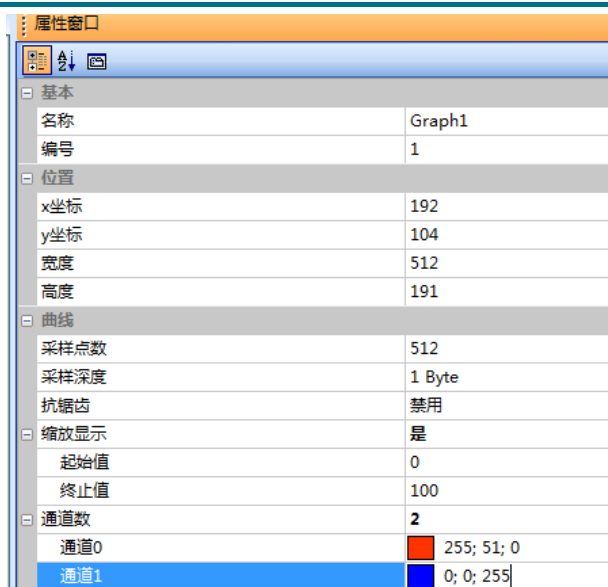 属性窗口
基本
名称 Graph1
编号 1
位置
x坐标 192
y坐标 104
宽度 512
高度 191
曲线
采样点数 512
采样深度 1 Byte
抗锯齿 禁用
缩放显示 是
起始值 0
终止值 100
通道数 2
通道0 255; 51; 0
通道1 0; 0; 255